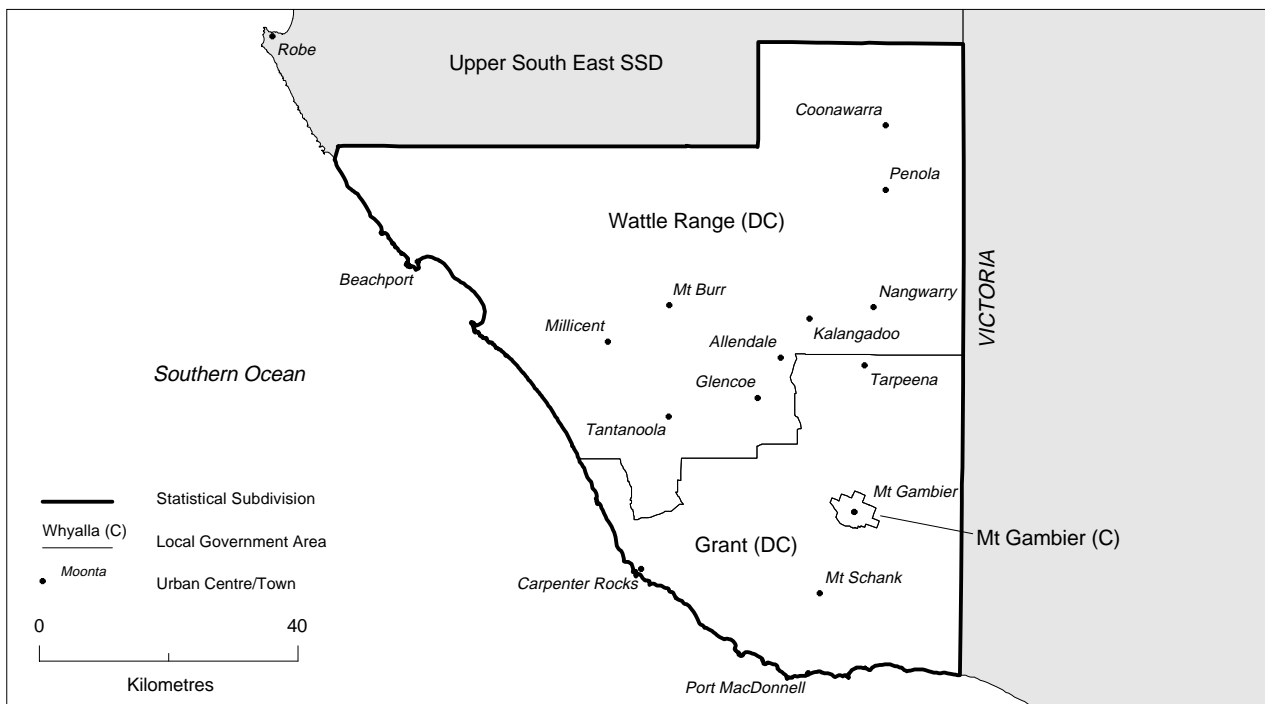 Robe
Upper South East SSD
Coonawarra
Penola
Wattle Range (DC)
Beachport
Mt Burr
Nangwarry
VICTORIA
Millicent
Kalangadoo
Allendale
Southern Ocean
Glencoe
Tarpeena
Tantanoola
Mt Gambier
Statistical Subdivision
Whyalla (C)
Local Government Area
Grant (DC)
Mt Gambier (C)
Moonta
Urban Centre/Town
Carpenter Rocks
Mt Schank
0 40
Kilometres
Port MacDonnell